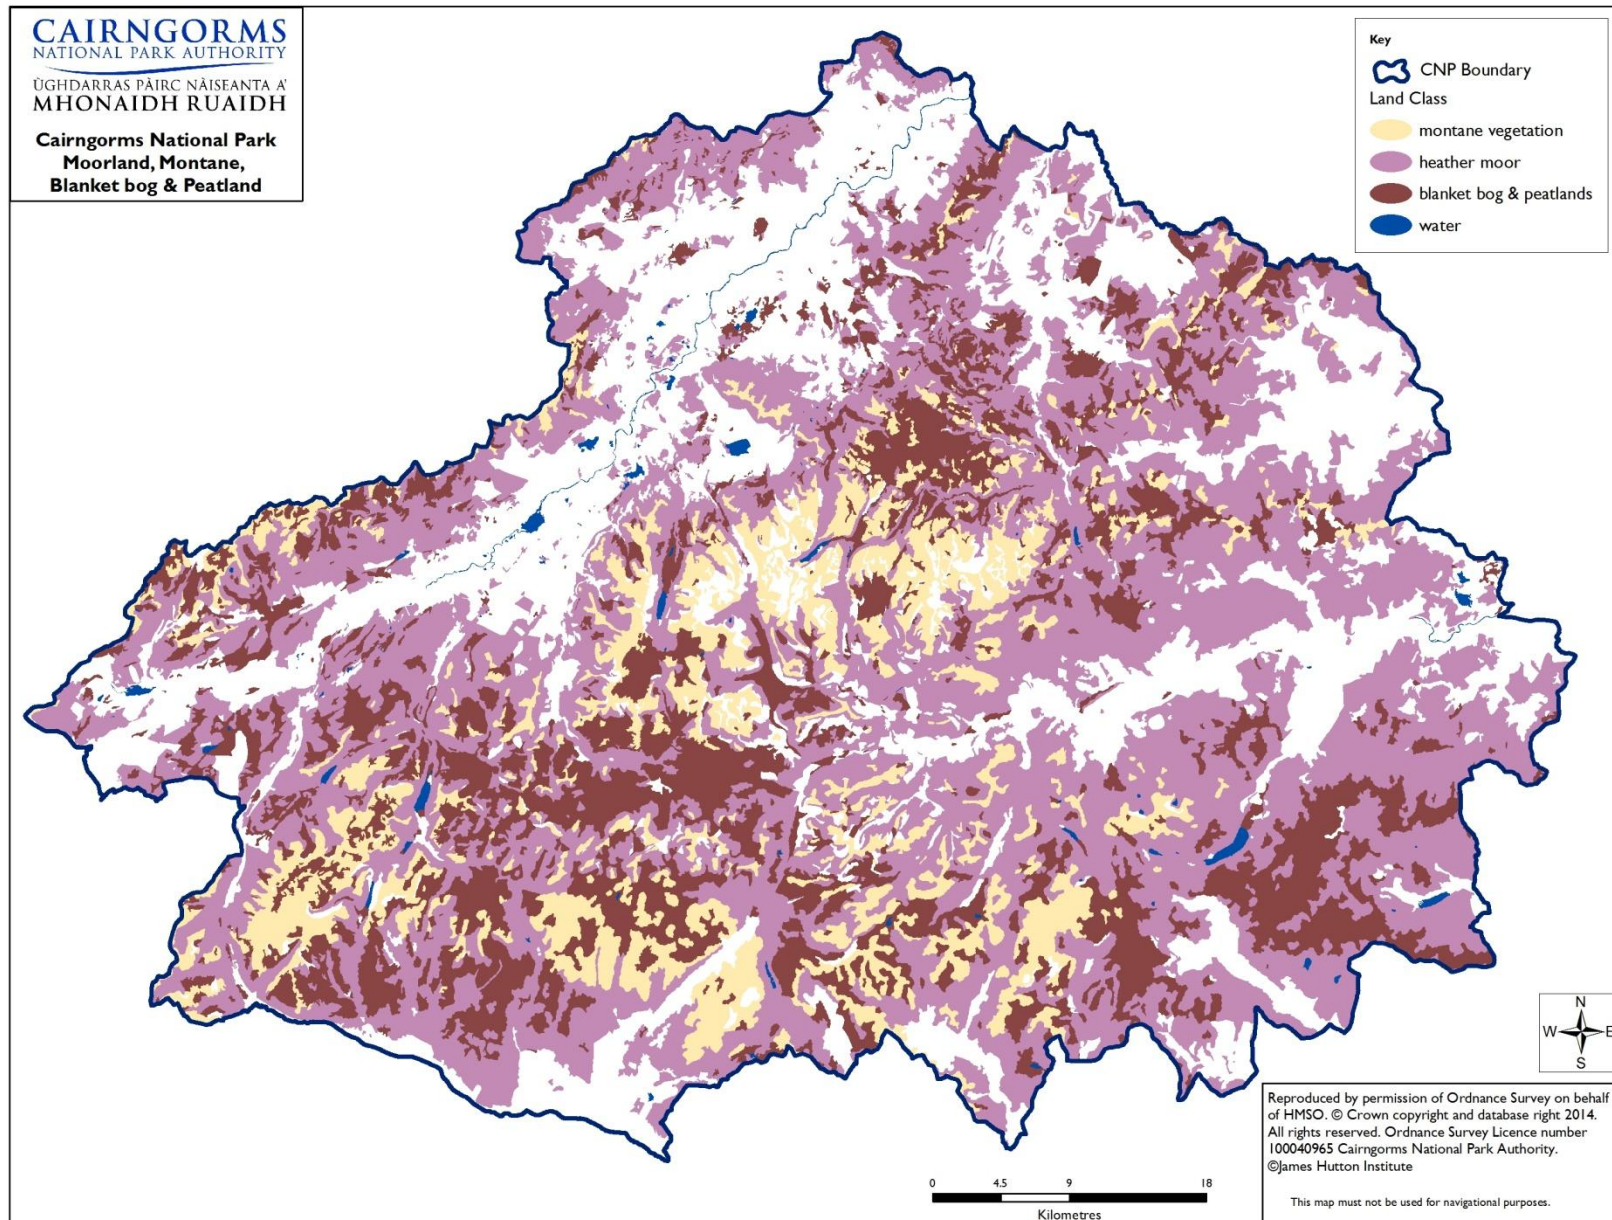 CAIRNGORMS
NATIONAL PARK AUTHORITY
ÙGHDARRAS PÀIRC NÀISEANTA A'
MHONAIDH RUAIDH
Cairngorms National Park
Moorland, Montane,
Blanket bog & Peatland
Key
CNP Boundary
Land Class
montane vegetation
heather moor
blanket bog & peatlands
water
N
W E
S
Reproduced by permission of Ordnance Survey on behalf
of HMSO. © Crown copyright and database right 2014.
All rights reserved. Ordnance Survey Licence number
100040965 Cairngorms National Park Authority.
©James Hutton Institute
This map must not be used for navigational purposes.
0 4.5 9 18
Kilometres